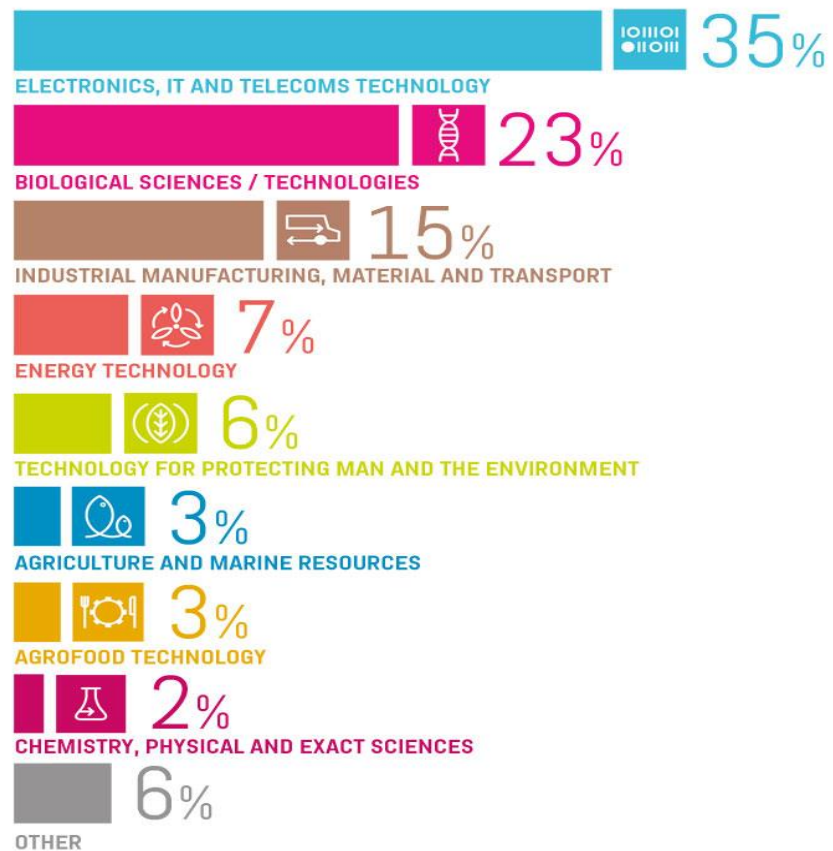 35%
ELECTRONICS, IT AND TELECOMS TECHNOLOGY
23%
BIOLOGICAL SCIENCES / TECHNOLOGIES
15%
INDUSTRIAL MANUFACTURING, MATERIAL AND TRANSPORT
7%
ENERGY TECHNOLOGY
6%
TECHNOLOGY FOR PROTECTING MAN AND THE ENVIRONMENT
3%
AGRICULTURE AND MARINE RESOURCES
3%
AGROFOOD TECHNOLOGY
2%
CHEMISTRY, PHYSICAL AND EXACT SCIENCES
6%
OTHER